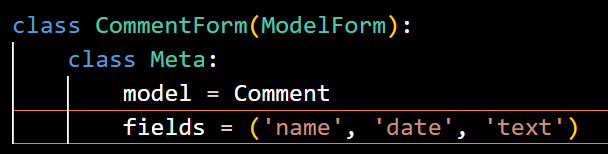 class CommentForm(ModelForm):
    class Meta:
        model = Comment
        fields = ('name', 'date', 'text')